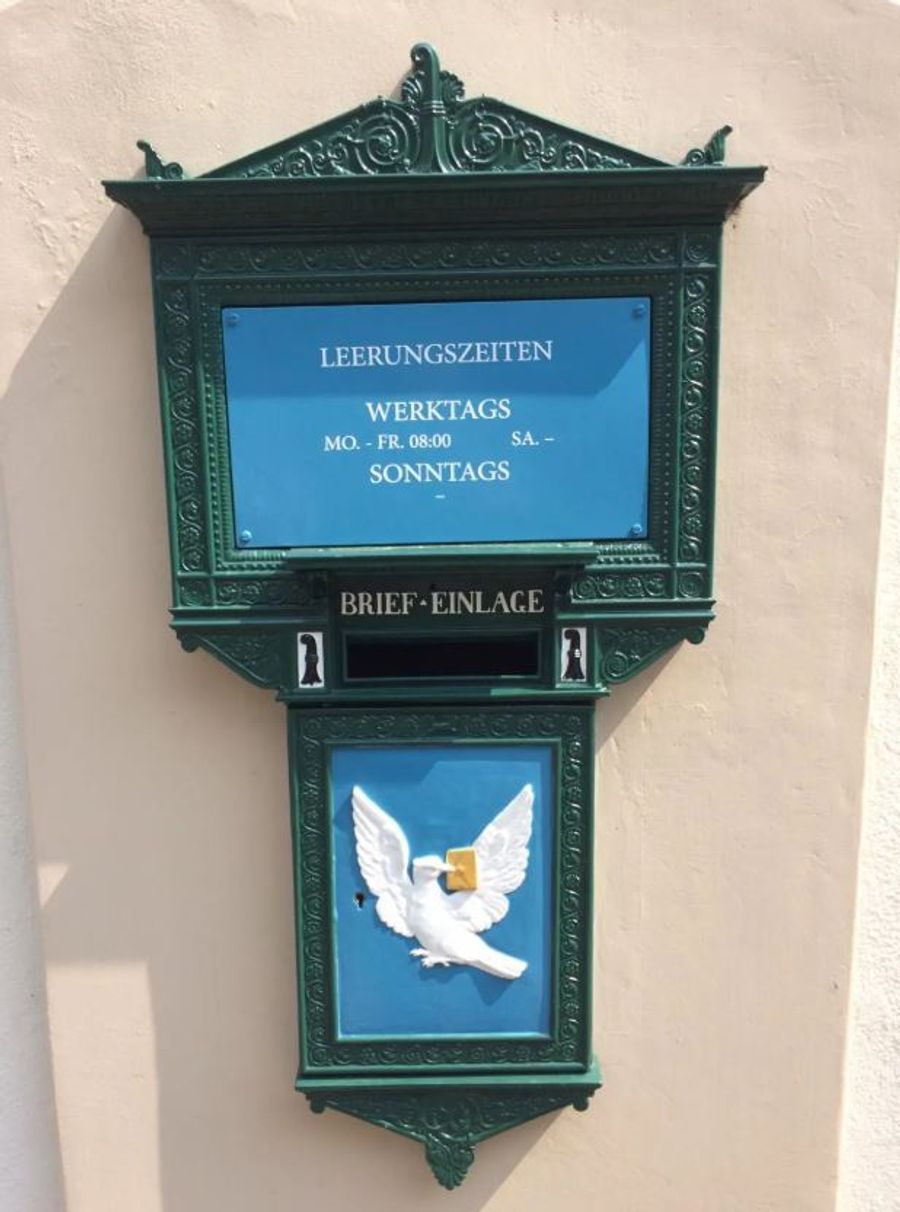 LEERUNGSZEITEN
WERKTAGS
MO. - FR. 08:00 SA. –
SONNTAGS
–
BRIEF-EINLAGE